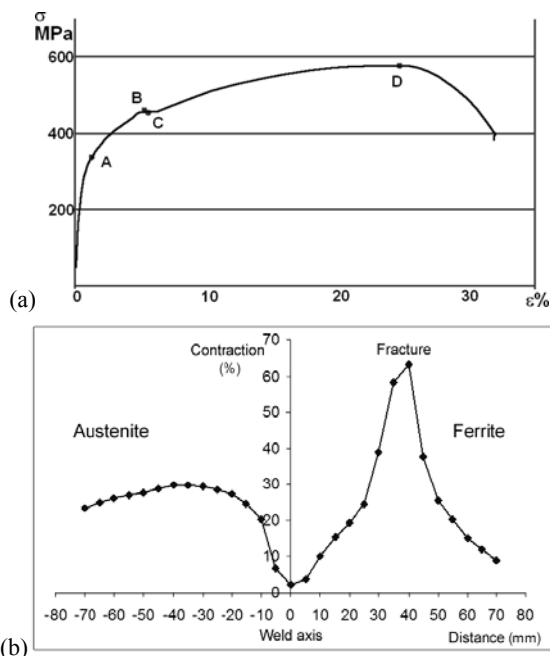 σ
MPa
600
B
D
C
400
A
200
(a)
0
10
20
30
ε%
Contraction
(%)
Fracture
70
60
Austenite
50
Ferrite
40
30
20
10
0
-80 -70 -60 -50 -40 -30 -20 -10 0 10 20 30 40 50 60 70 80
Weld axis
Distance (mm)
(b)